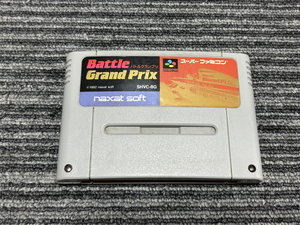 Battle
バトルグランプリ
Grand Prix
スーパーファミコン
© 1992 naxat soft
SHVC-BG
naxat soft